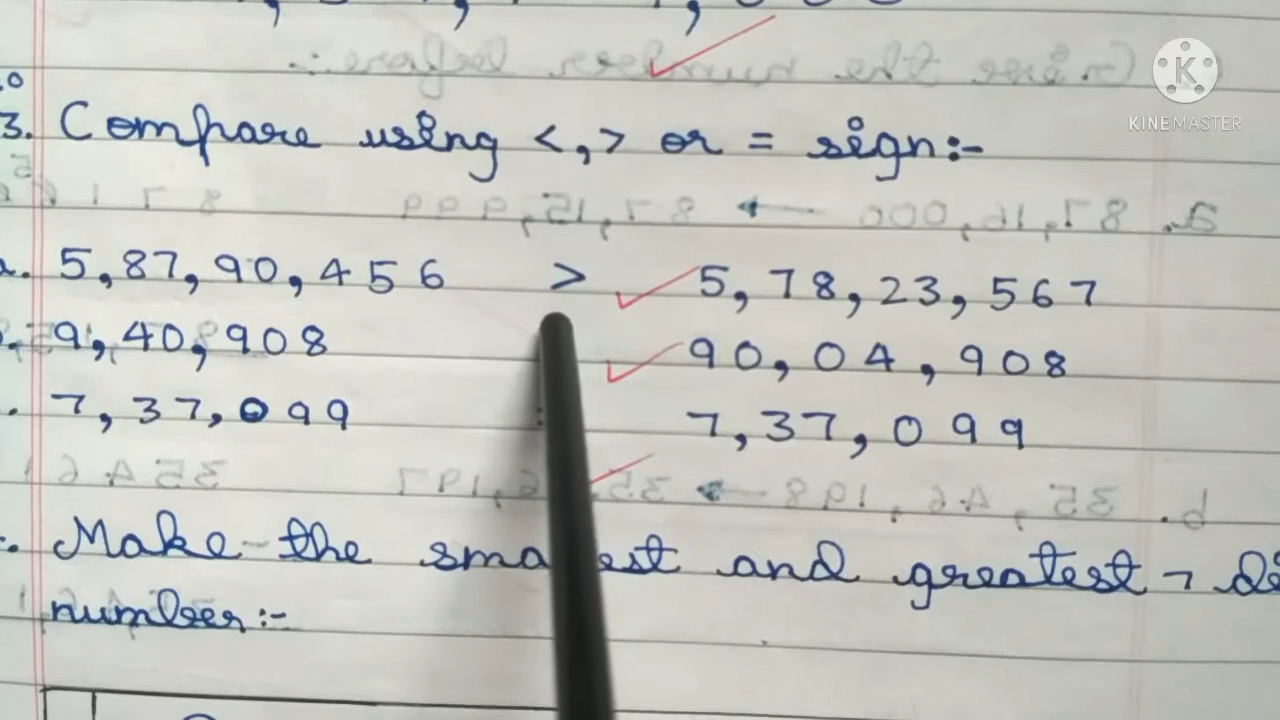 KINEMASTER
3. Compare using <,> or = sign:-
5,87,90,456 > 5,78,23,567
9,40,908 90,04,908
7,37,099 7,37,099
Make the smallest and greatest 7
number:-